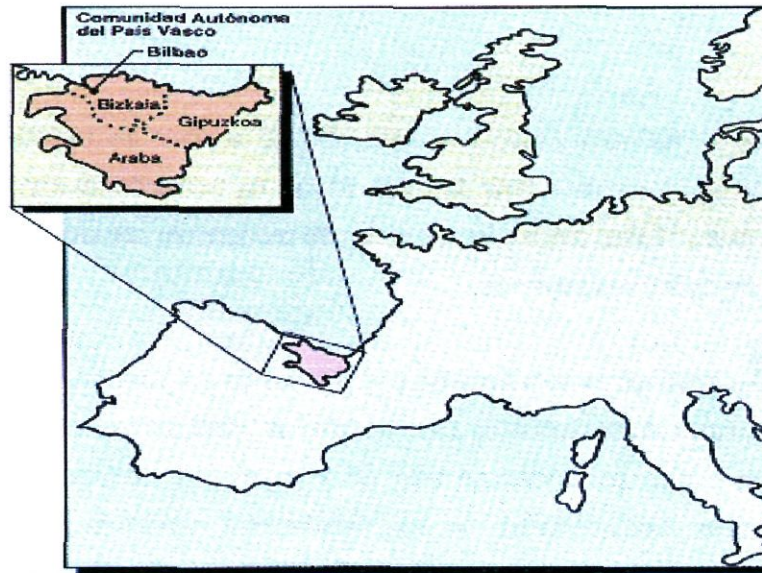 Comunidad Autónoma
del País Vasco
Bilbao
Bizkaia
Gipuzkoa
Araba